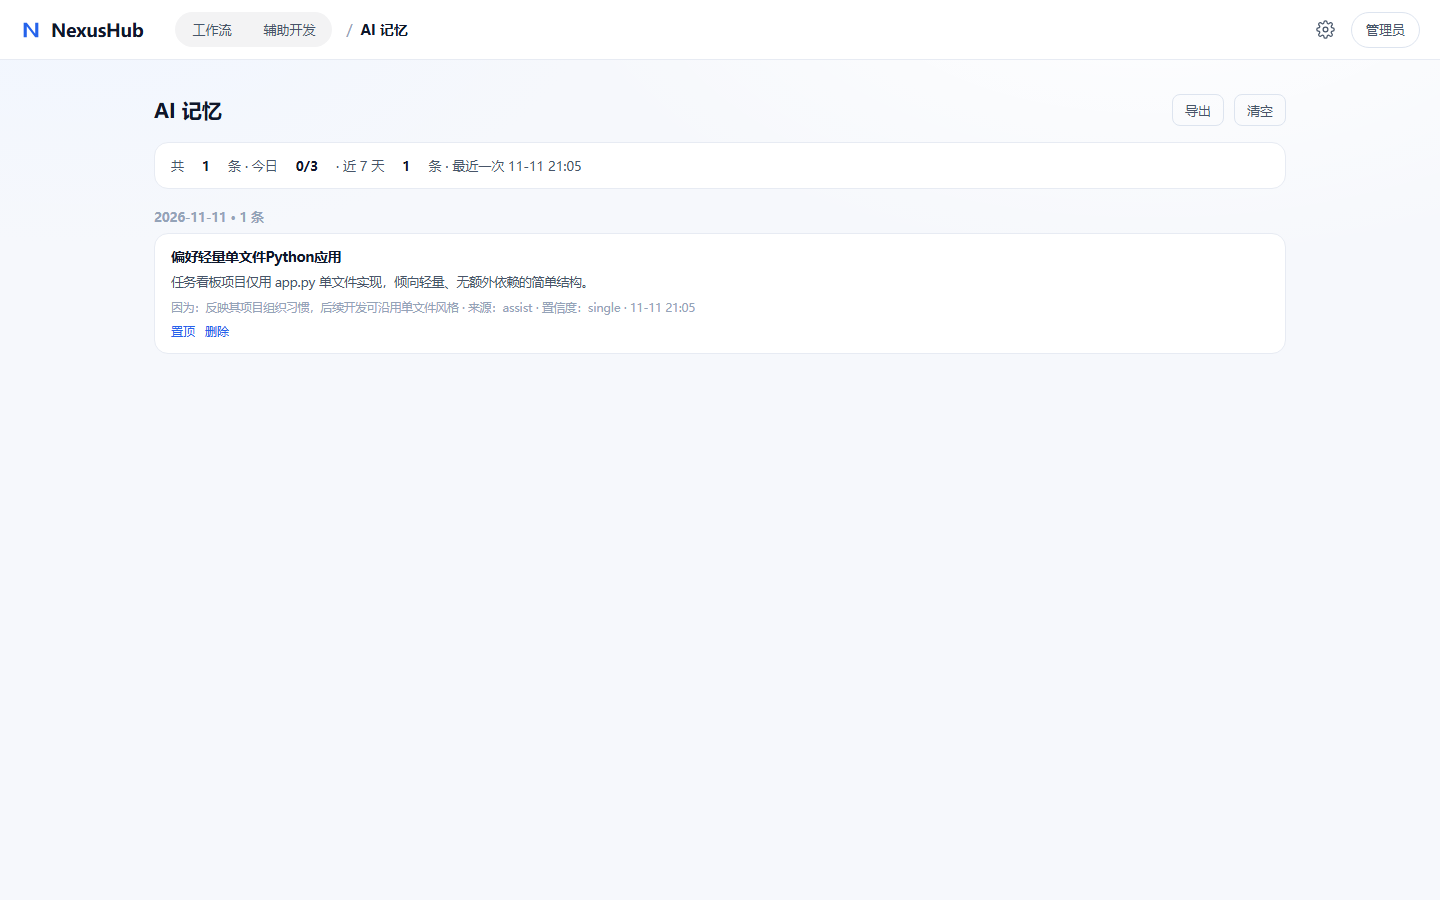 NexusHub 工作流 辅助开发 / AI 记忆 管理员
AI 记忆 导出 清空
共 1 条 · 今日 0/3 · 近 7 天 1 条 · 最近一次 11-11 21:05
2026-11-11 • 1 条
偏好轻量单文件Python应用
任务看板项目仅用 app.py 单文件实现，倾向轻量、无额外依赖的简单结构。
因为：反映其项目组织习惯，后续开发可沿用单文件风格 · 来源：assist · 置信度：single · 11-11 21:05
置顶 删除